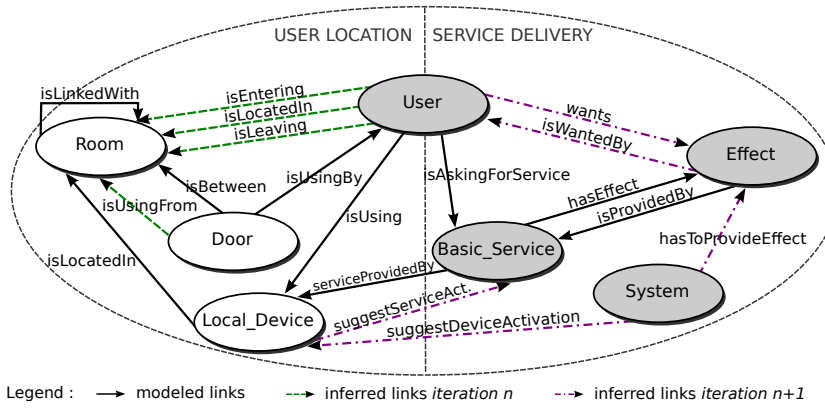 USER LOCATION
SERVICE DELIVERY
isLinkedWith
isEntering
isLocatedIn
isLeaving
User
wants
isWantedBy
Room
Effect
isBetween
isUsingBy
isAskingForService
hasEffect
isProvidedBy
isUsingFrom
isUsing
Door
Basic_Service
hasToProvideEffect
isLocatedIn
serviceProvidedBy
suggestServiceAct.
System
Local_Device
suggestDeviceActivation
Legend : modeled links inferred links iteration n inferred links iteration n+1